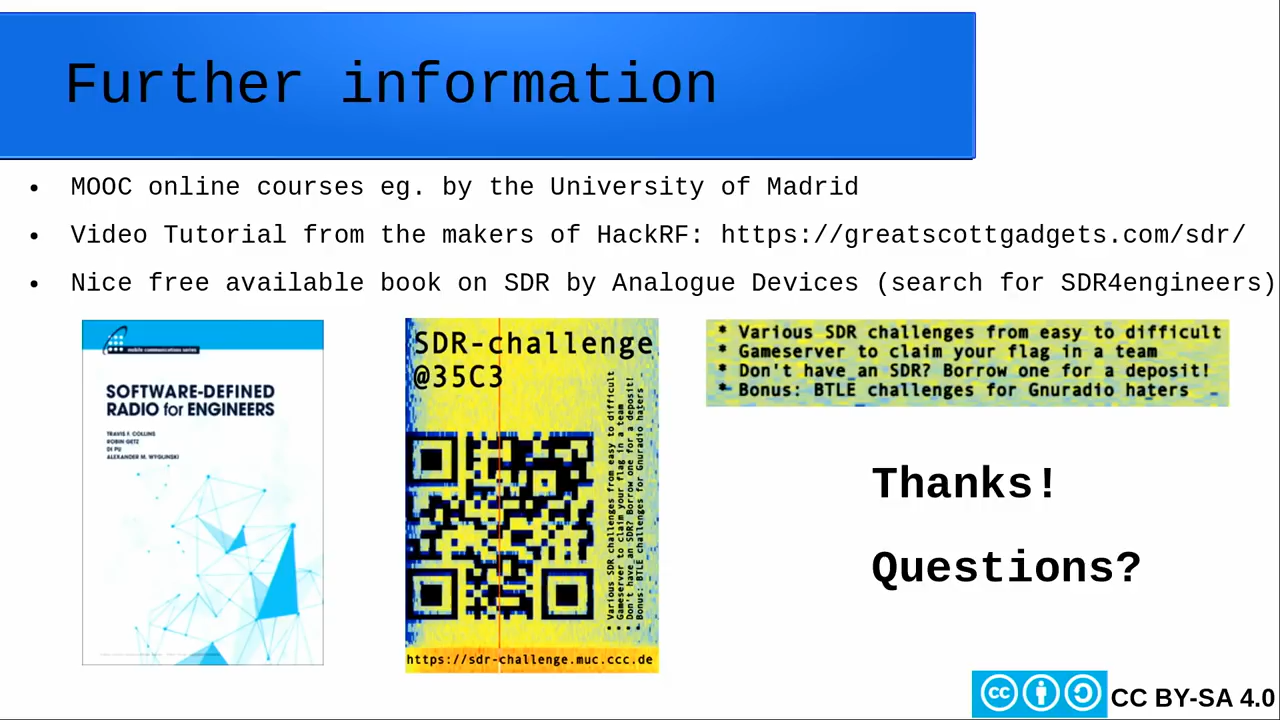 Further information
• MOOC online courses eg. by the University of Madrid
• Video Tutorial from the makers of HackRF: https://greatscottgadgets.com/sdr/
• Nice free available book on SDR by Analogue Devices (search for SDR4engineers)
mobile communications series
SOFTWARE-DEFINED
RADIO for ENGINEERS
TRAVIS F. COLLINS
ROBIN GETZ
DI PU
ALEXANDER M. WYGLINSKI
SDR-challenge
@35C3
* Various SDR challenges from easy to difficult
* Gameserver to claim your flag in a team
* Don't have an SDR? Borrow one for a deposit!
* Bonus: BTLE challenges for Gnuradio haters
https://sdr-challenge.muc.ccc.de
* Various SDR challenges from easy to difficult
* Gameserver to claim your flag in a team
* Don't have an SDR? Borrow one for a deposit!
* Bonus: BTLE challenges for Gnuradio haters
Thanks!
Questions?
cc
CC BY-SA 4.0